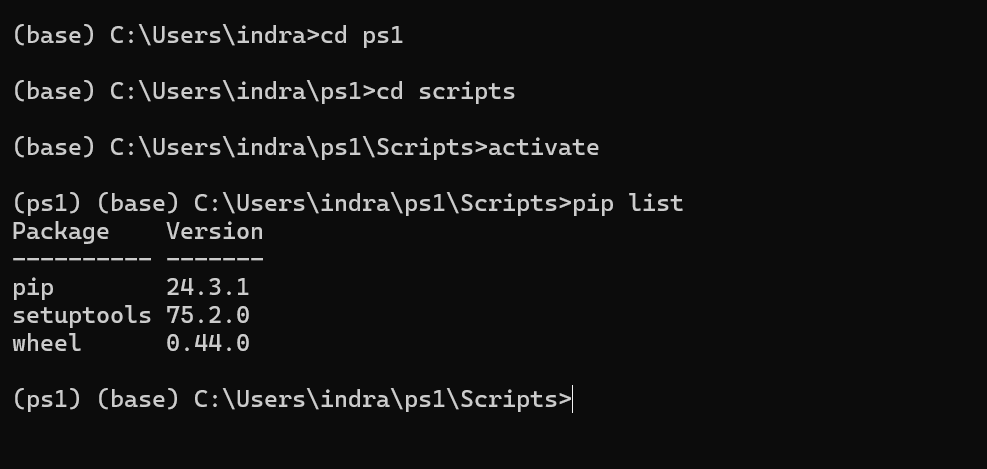 (base) C:\Users\indra>cd ps1
(base) C:\Users\indra\ps1>cd scripts
(base) C:\Users\indra\ps1\Scripts>activate
(ps1) (base) C:\Users\indra\ps1\Scripts>pip list
Package    Version
---------- -------
pip        24.3.1
setuptools 75.2.0
wheel      0.44.0
(ps1) (base) C:\Users\indra\ps1\Scripts>